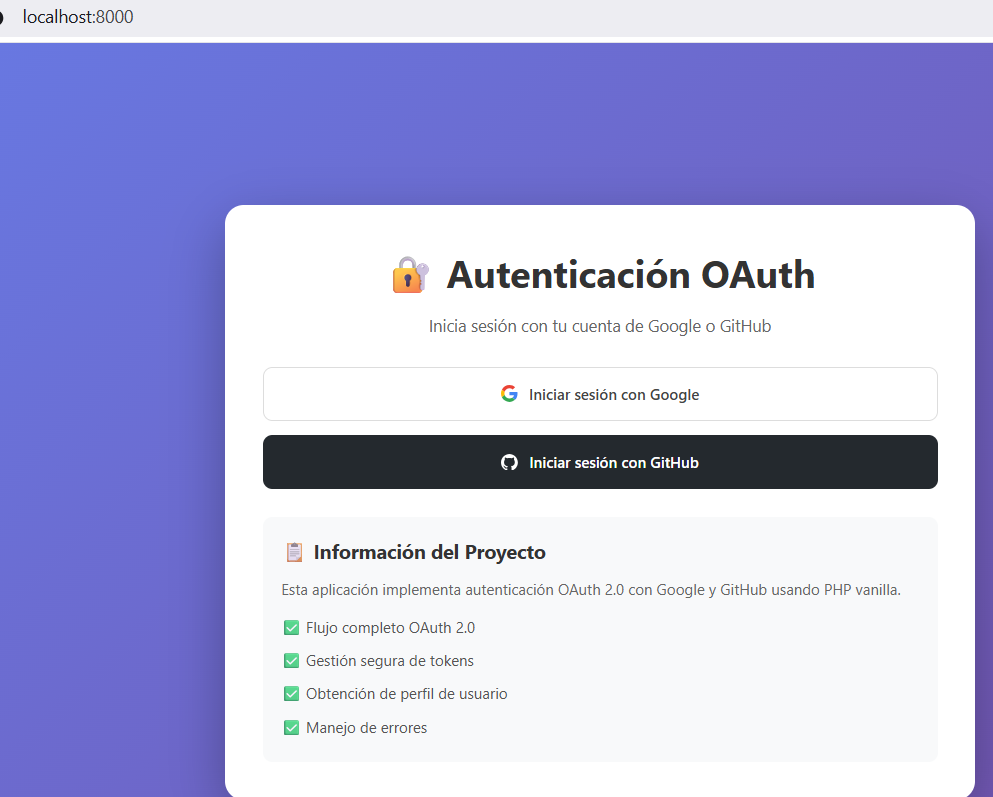 localhost:8000
Autenticación OAuth
Inicia sesión con tu cuenta de Google o GitHub
Iniciar sesión con Google
Iniciar sesión con GitHub
Información del Proyecto
Esta aplicación implementa autenticación OAuth 2.0 con Google y GitHub usando PHP vanilla.
Flujo completo OAuth 2.0
Gestión segura de tokens
Obtención de perfil de usuario
Manejo de errores